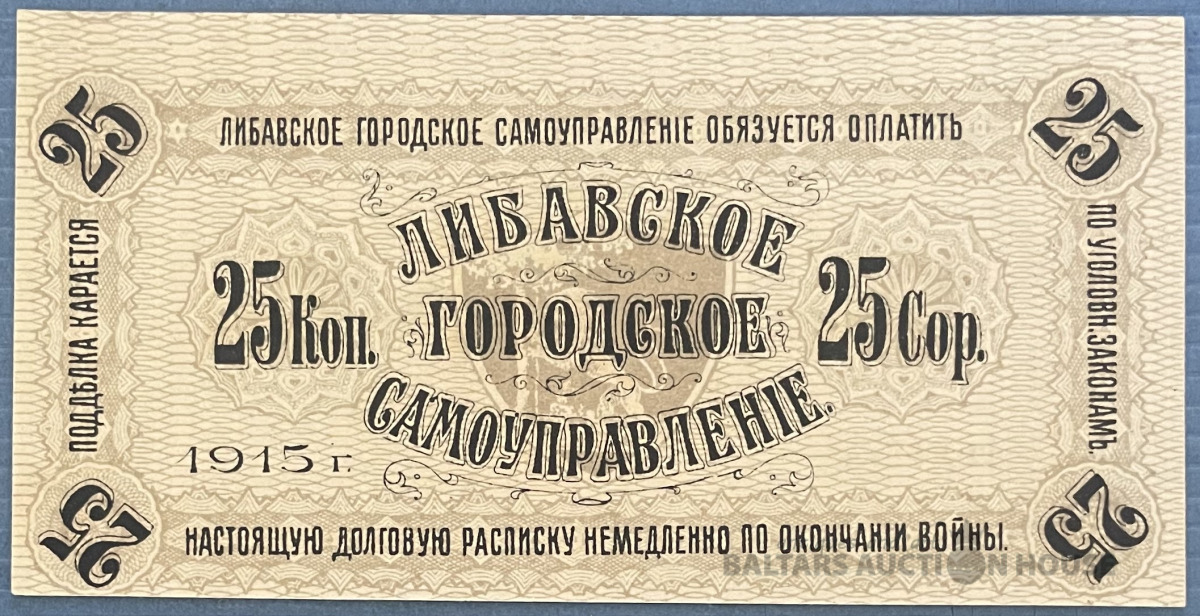 25
25
ЛИБАВСКОЕ ГОРОДСКОЕ САМОУПРАВЛЕНІЕ ОБЯЗУЕТСЯ ОПЛАТИТЬ
ПОДДѢЛКА КАРАЕТСЯ
ПО УГОЛОВН. ЗАКОНАМЪ.
ЛИБАВСКОЕ
25 Коп.
ГОРОДСКОЕ
25 Cop.
САМОУПРАВЛЕНІЕ.
1915 г.
НАСТОЯЩУЮ ДОЛГОВУЮ РАСПИСКУ НЕМЕДЛЕННО ПО ОКОНЧАНІИ ВОЙНЫ.
25
25
BALTARS AUCTION HOUSE